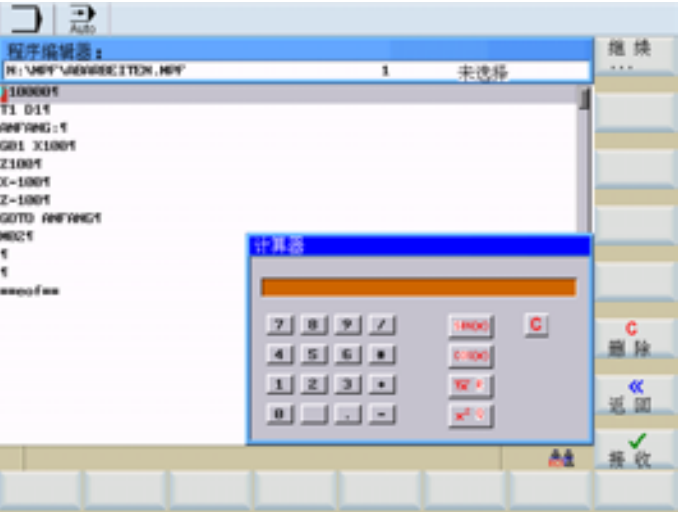 Auto
程序编辑器:
N:\MPF\ABARBEITEN.MPF 1 未选择
10000¶
T1 D1¶
ANFANG:¶
G01 X100¶
Z100¶
X-100¶
Z-100¶
GOTO ANFANG¶
M02¶
¶
¶
==eof==
计算器
7 8 9 /
4 5 6 *
1 2 3 +
0 . -
C
继续
...
C
删除
«
返回
接收